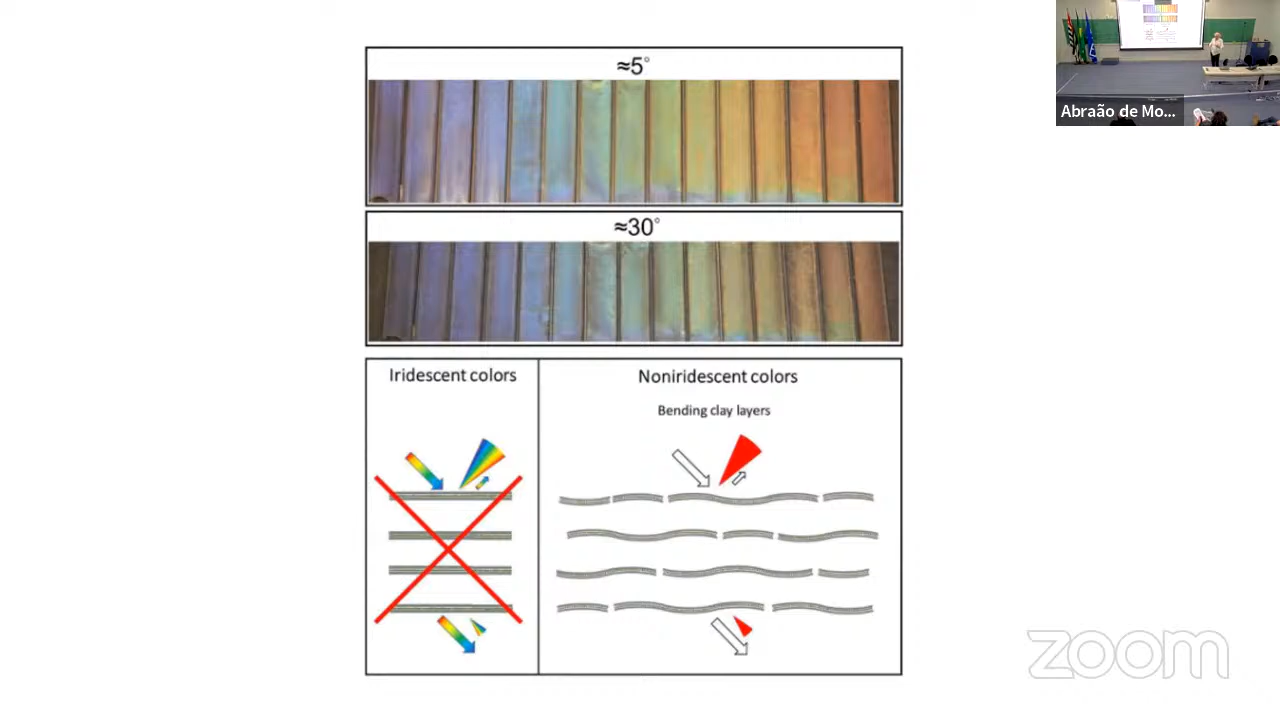 ≈5°
≈30°
Iridescent colors
Noniridescent colors
Bending clay layers
Abraão de Mo...
zoom